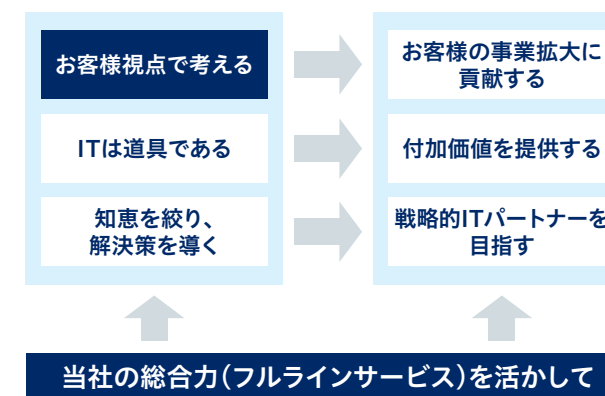 お客様視点で考える
お客様の事業拡大に
貢献する
ITは道具である
付加価値を提供する
知恵を絞り、
解決策を導く
戦略的ITパートナーを
目指す
当社の総合力(フルラインサービス)を活かして